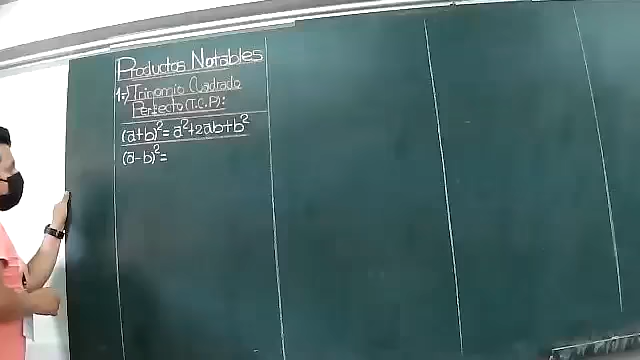 Productos Notables
1=) Trinomio Cuadrado
Perfecto (T.C.P):
(a+b)²= a²+2ab+b²
(a-b)²=